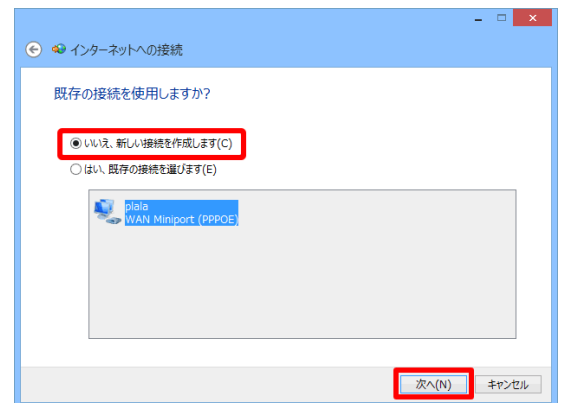 インターネットへの接続
既存の接続を使用しますか?
いいえ、新しい接続を作成します(C)
はい、既存の接続を選びます(E)
plala
WAN Miniport (PPPOE)
次へ(N)
キャンセル